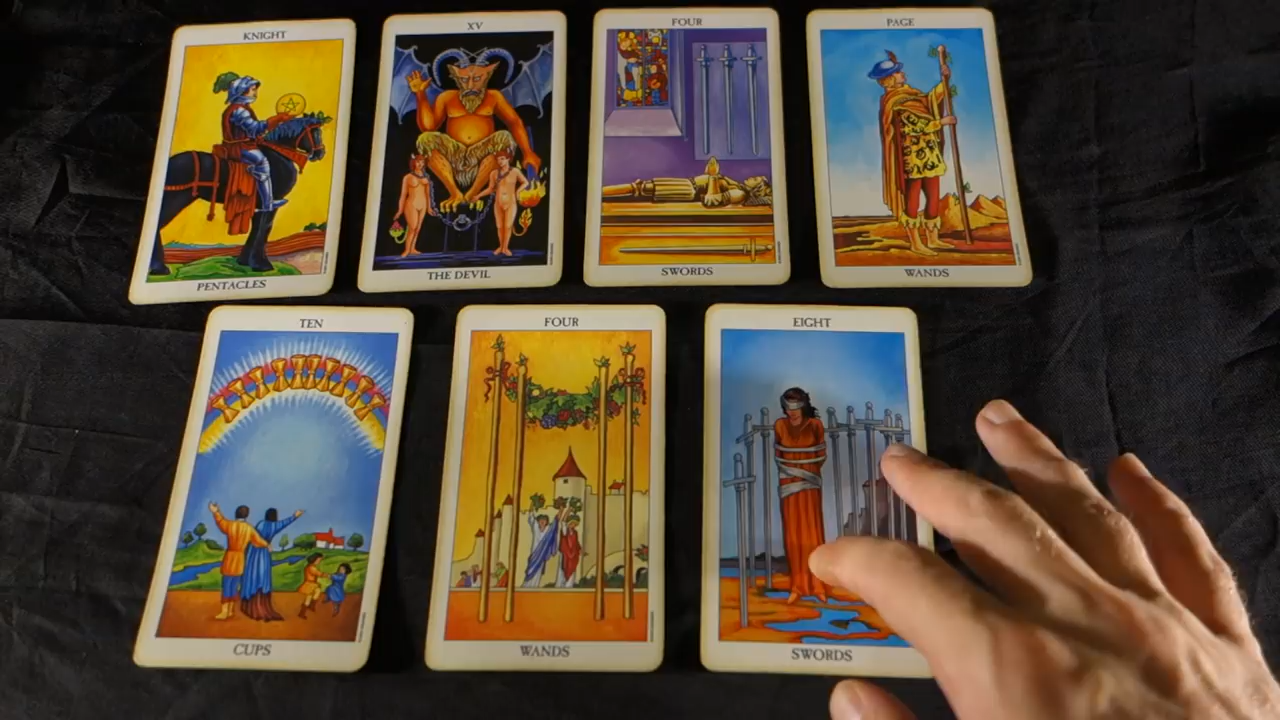 KNIGHT
PENTACLES
XV
THE DEVIL
FOUR
SWORDS
PAGE
WANDS
TEN
CUPS
FOUR
WANDS
EIGHT
SWORDS